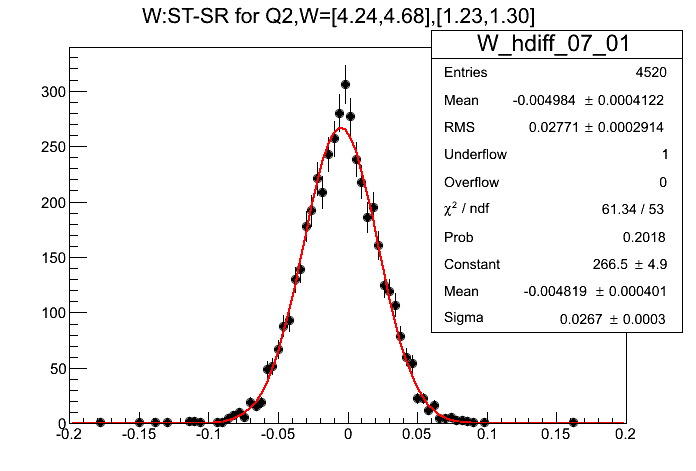 W:ST-SR for Q2,W=[4.24,4.68],[1.23,1.30]
W_hdiff_07_01
Entries 4520
Mean -0.004984 ± 0.0004122
RMS 0.02771 ± 0.0002914
Underflow 1
Overflow 0
χ² / ndf 61.34 / 53
Prob 0.2018
Constant 266.5 ± 4.9
Mean -0.004819 ± 0.000401
Sigma 0.0267 ± 0.0003
300
250
200
150
100
50
0
-0.2 -0.15 -0.1 -0.05 0 0.05 0.1 0.15 0.2